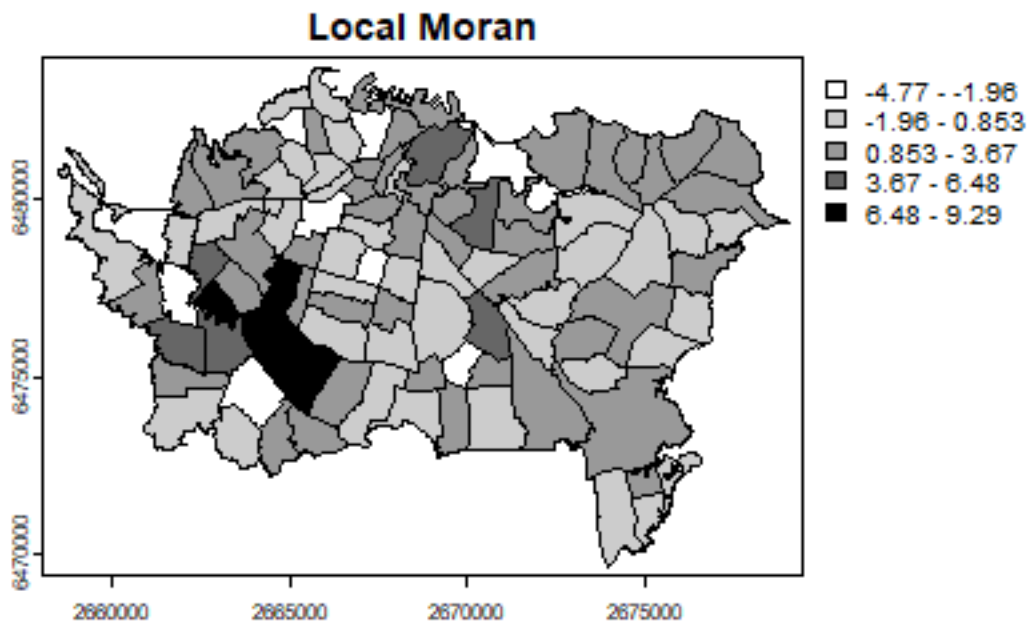 Local Moran
-4.77 - -1.96
-1.96 - 0.853
0.853 - 3.67
3.67 - 6.48
6.48 - 9.29
6480000
6475000
6470000
2660000 2665000 2670000 2675000